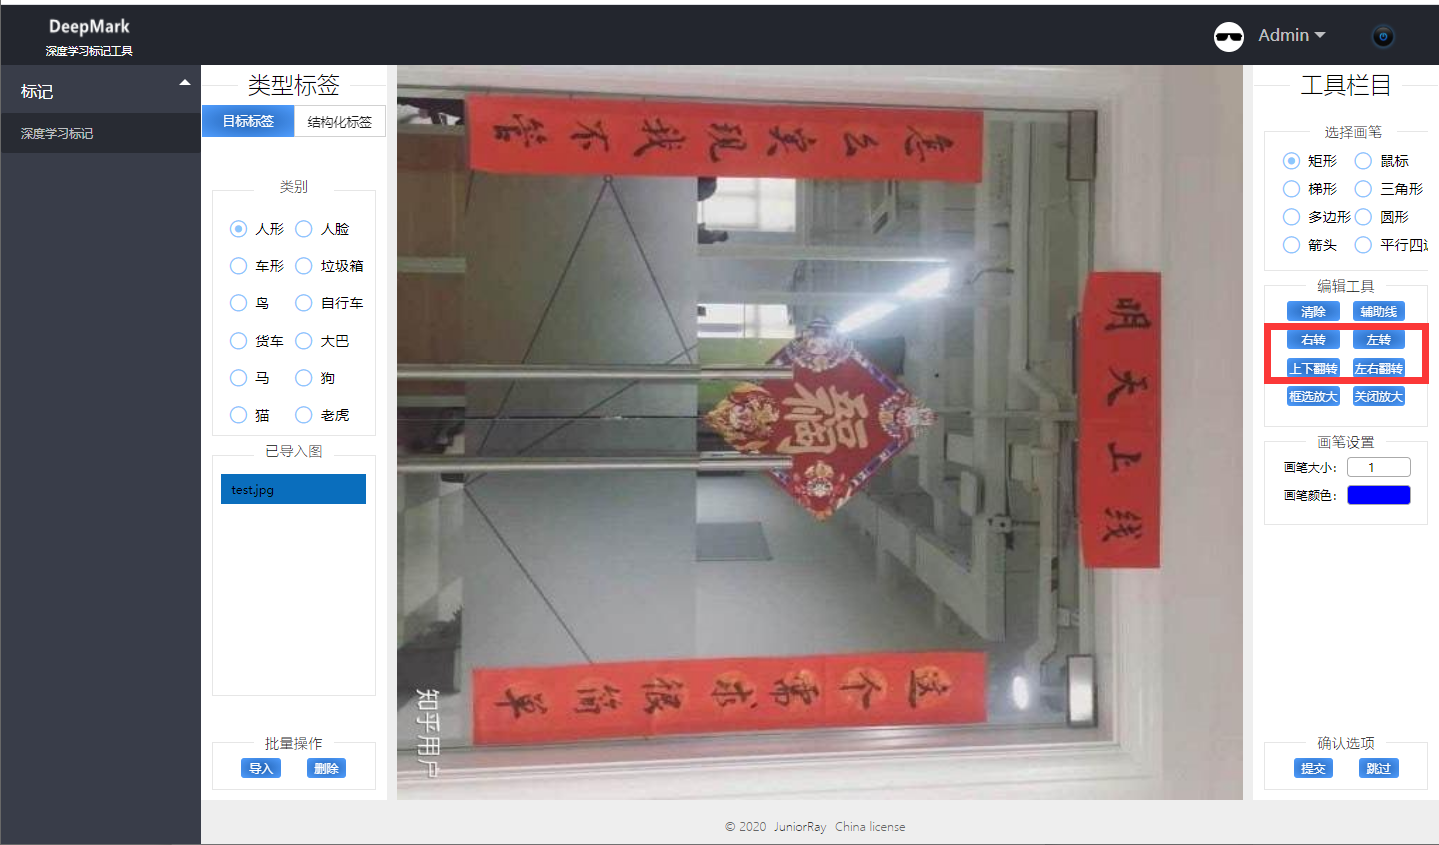 DeepMark
深度学习标记工具
Admin
标记
深度学习标记
类型标签
目标标签 结构化标签
类别
人形 人脸
车形 垃圾箱
鸟 自行车
货车 大巴
马 狗
猫 老虎
已导入图
test.jpg
批量操作
导入 删除
怎么实现我不管
明天上线
福
这个需求很简单
知乎用户
工具栏目
选择画笔
矩形 鼠标
梯形 三角形
多边形 圆形
箭头 平行四边
编辑工具
清除 辅助线
右转 左转
上下翻转 左右翻转
框选放大 关闭放大
画笔设置
画笔大小: 1
画笔颜色:
确认选项
提交 跳过
© 2020 JuniorRay China license